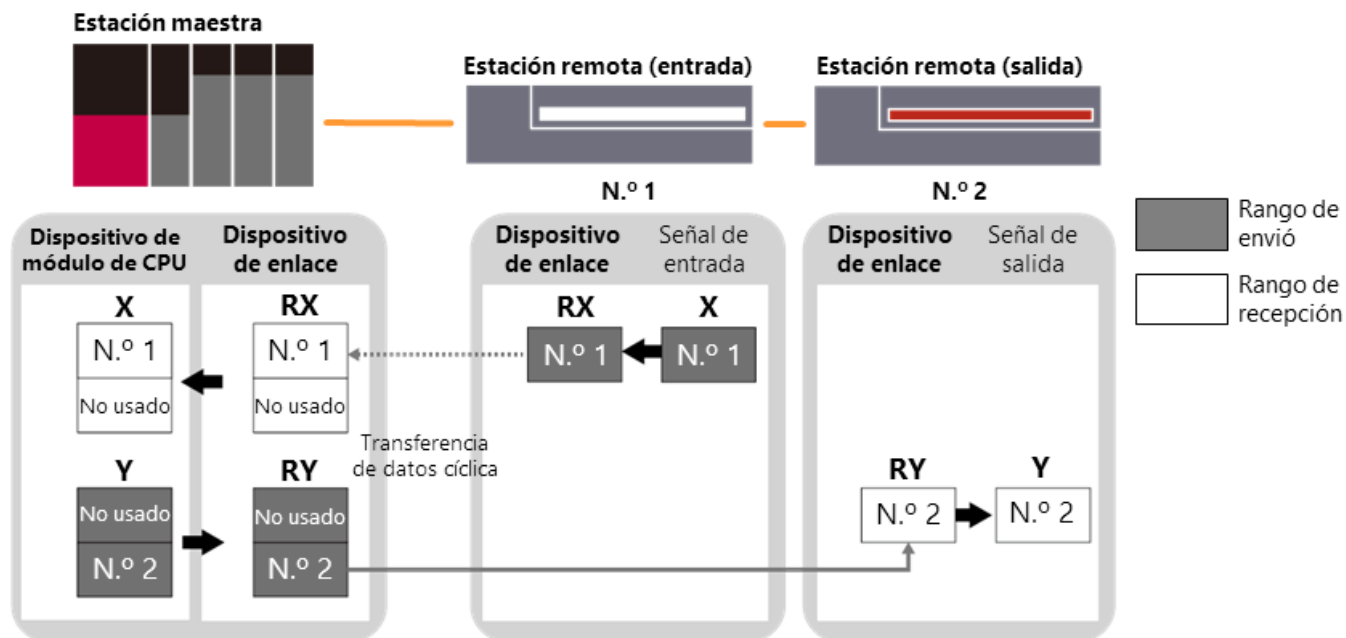 Estación maestra
Estación remota (entrada)
Estación remota (salida)
N.º 1
N.º 2
Dispositivo de
módulo de CPU
Dispositivo
de enlace
Dispositivo
de enlace
Señal de
entrada
Dispositivo
de enlace
Señal de
salida
Rango de
envió
Rango de
recepción
X
RX
RX
X
N.º 1
N.º 1
N.º 1
N.º 1
No usado
No usado
Transferencia
de datos cíclica
Y
RY
RY
Y
No usado
No usado
N.º 2
N.º 2
N.º 2
N.º 2